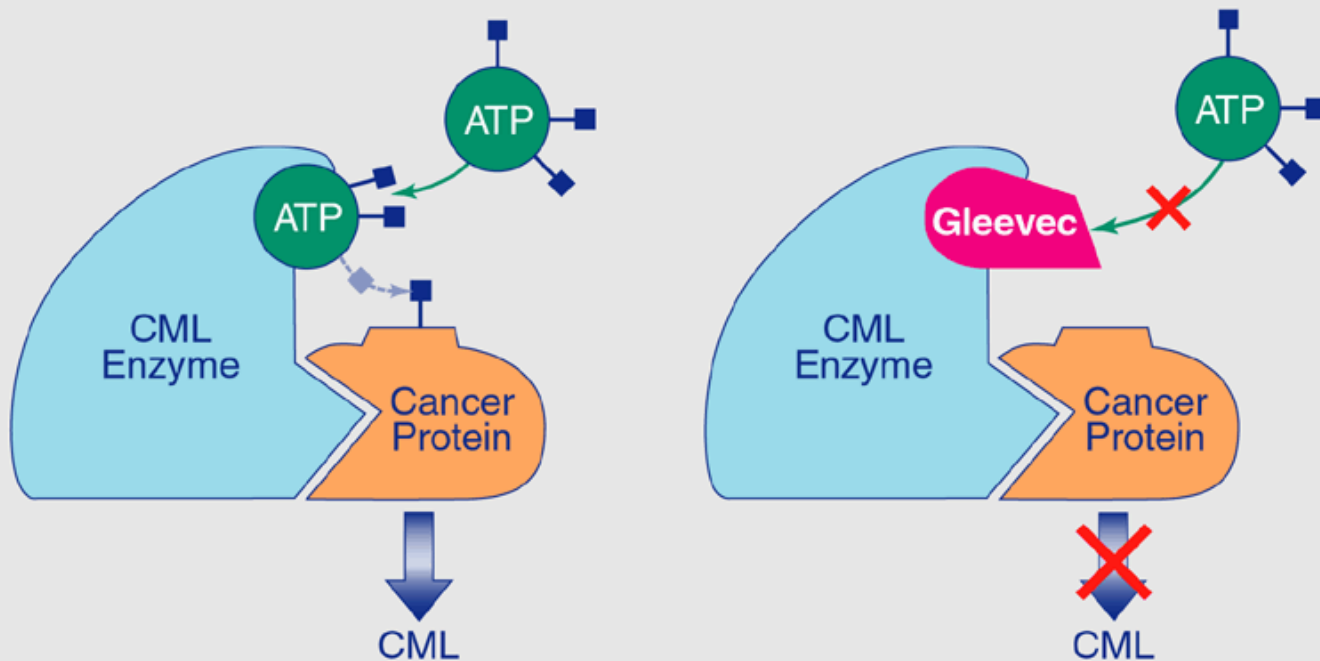 ATP
ATP
CML
Enzyme
Cancer
Protein
CML
ATP
Gleevec
CML
Enzyme
Cancer
Protein
CML